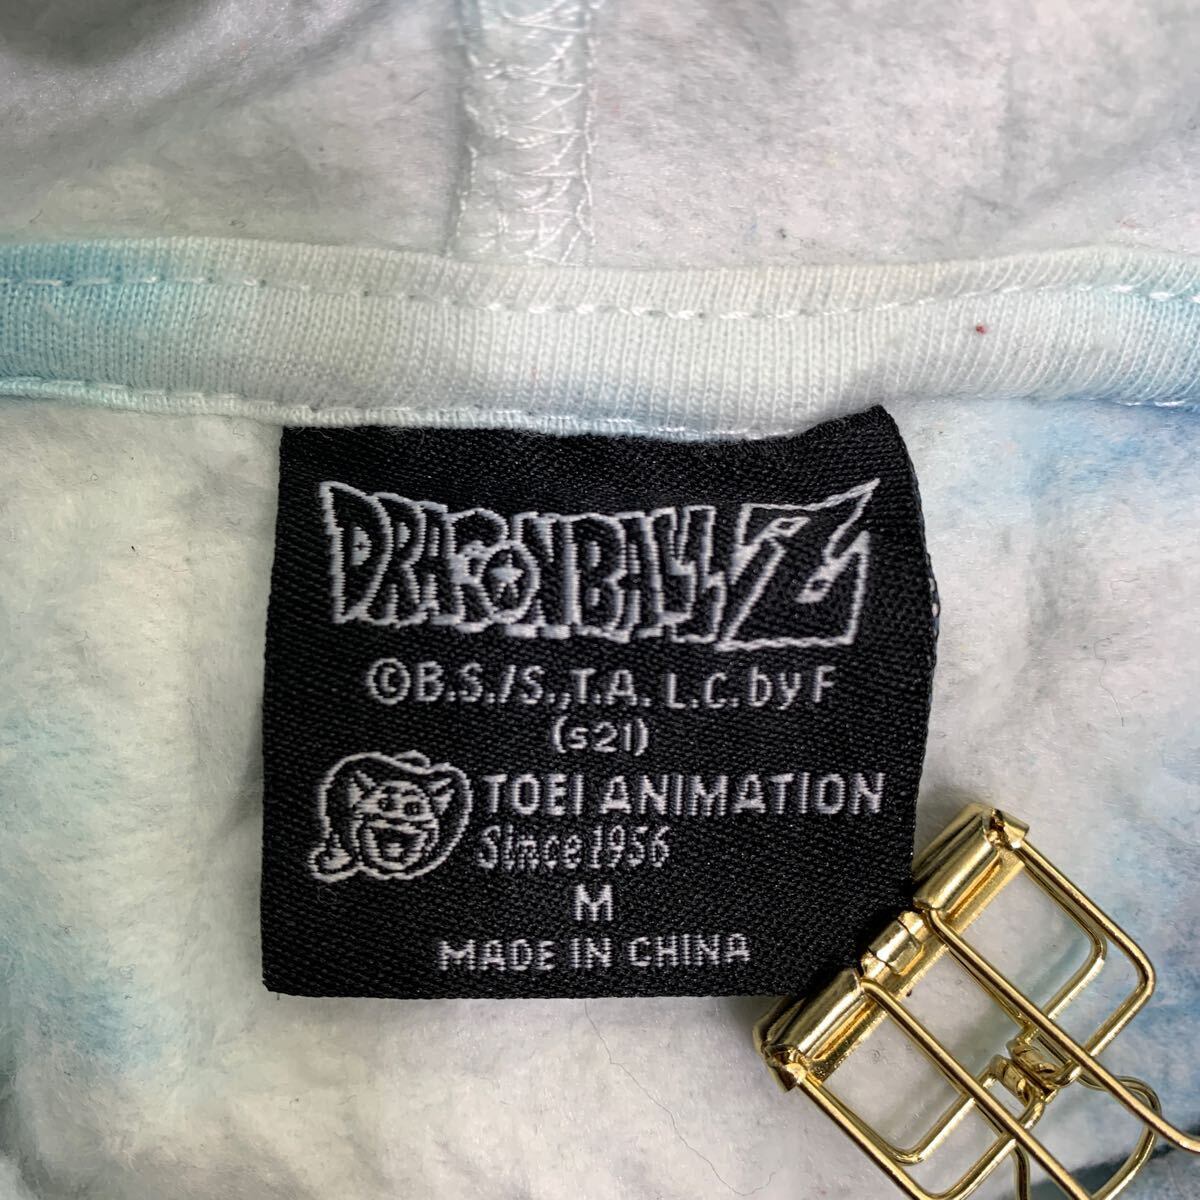 DRAGONBALL Z
©B.S./S.,T.A. L.C. by F
(s21)
TOEI ANIMATION
Since 1956
M
MADE IN CHINA